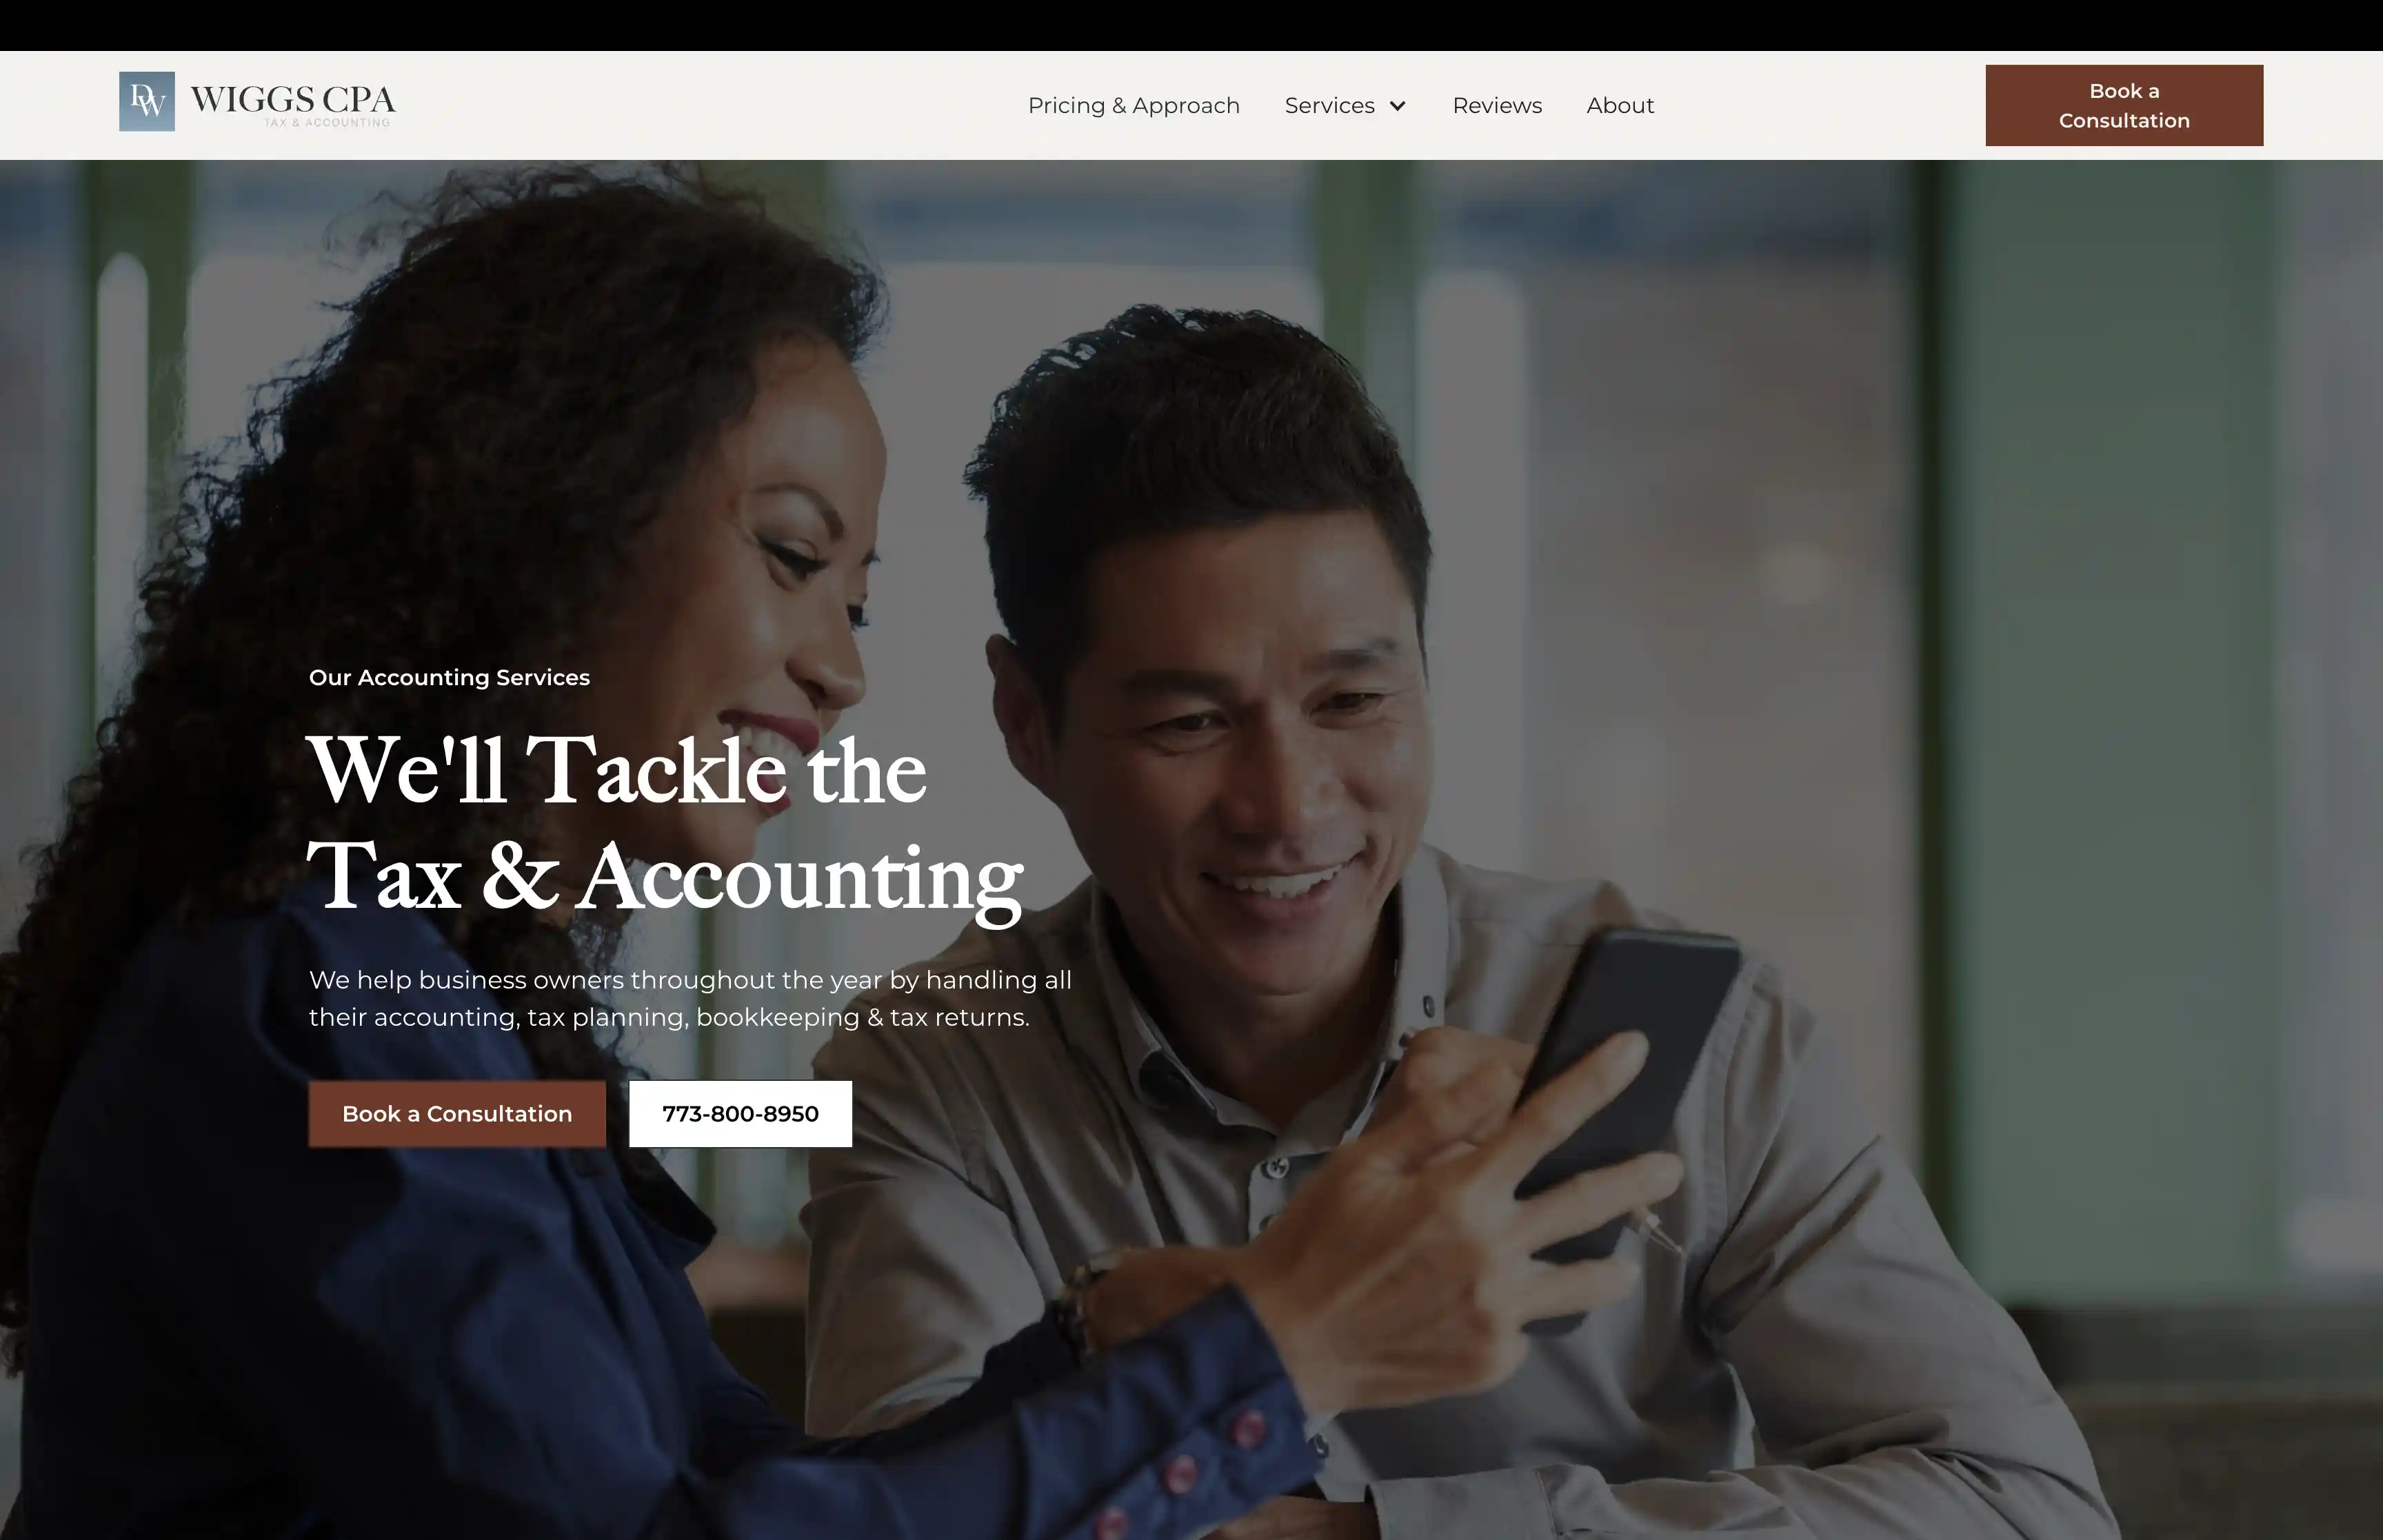 DW
WIGGS CPA
TAX & ACCOUNTING
Pricing & Approach
Services
Reviews
About
Book a
Consultation
Our Accounting Services
We'll Tackle the
Tax & Accounting
We help business owners throughout the year by handling all
their accounting, tax planning, bookkeeping & tax returns.
Book a Consultation
773-800-8950